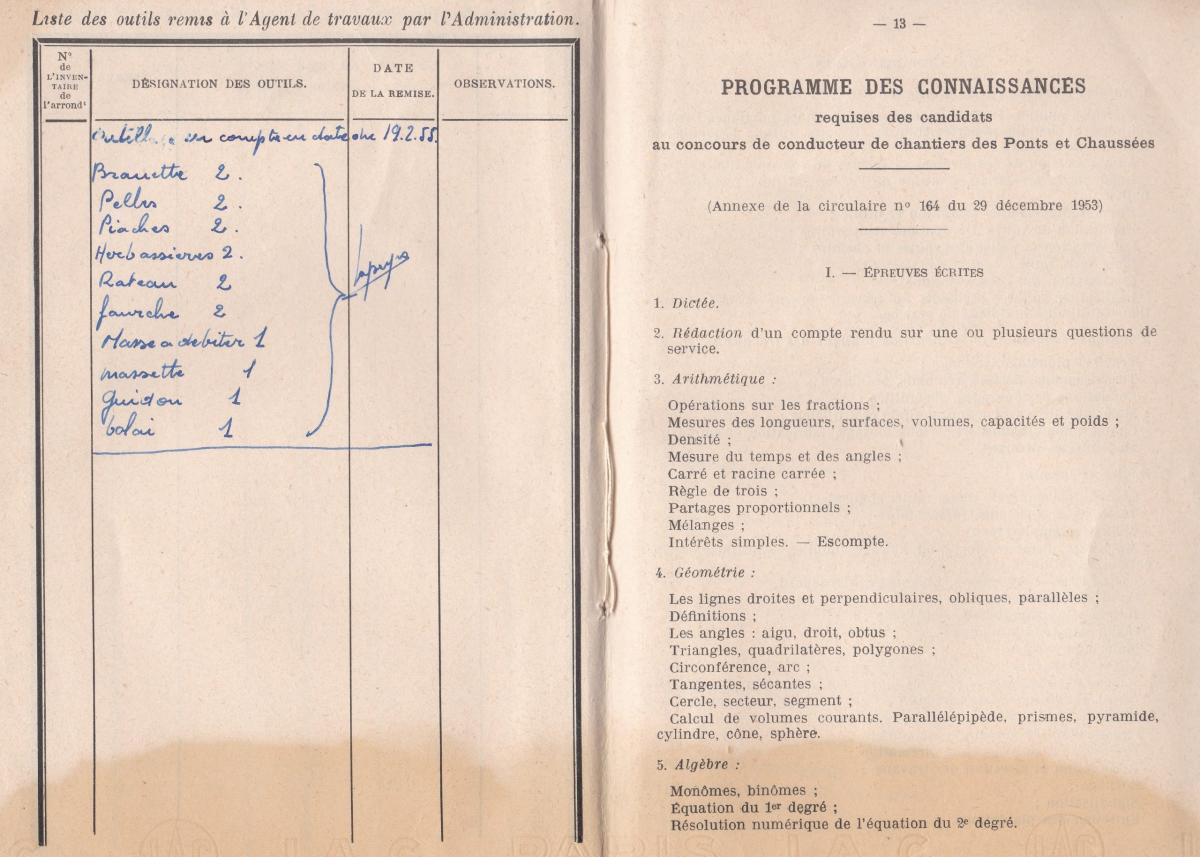 Liste des outils remis à l'Agent de travaux par l'Administration.
N°
de
L'INVEN-
TAIRE
de
l'arrondt
DÉSIGNATION DES OUTILS.
DATE
DE LA REMISE.
OBSERVATIONS.
en compte en date du 19.2.55.
Brouette 2.
Pelles 2.
Pioches 2.
Herbassières 2.
Rateau 2
fourche 2
Masse a debiter 1
massette 1
guidon 1
balai 1
— 13 —
PROGRAMME DES CONNAISSANCES
requises des candidats
au concours de conducteur de chantiers des Ponts et Chaussées
(Annexe de la circulaire n° 164 du 29 décembre 1953)
I. — ÉPREUVES ÉCRITES
1. Dictée.
2. Rédaction d'un compte rendu sur une ou plusieurs questions de
service.
3. Arithmétique :
Opérations sur les fractions ;
Mesures des longueurs, surfaces, volumes, capacités et poids ;
Densité ;
Mesure du temps et des angles ;
Carré et racine carrée ;
Règle de trois ;
Partages proportionnels ;
Mélanges ;
Intérêts simples. — Escompte.
4. Géométrie :
Les lignes droites et perpendiculaires, obliques, parallèles ;
Définitions ;
Les angles : aigu, droit, obtus ;
Triangles, quadrilatères, polygones ;
Circonférence, arc ;
Tangentes, sécantes ;
Cercle, secteur, segment ;
Calcul de volumes courants. Parallélépipède, prismes, pyramide,
cylindre, cône, sphère.
5. Algèbre :
Monômes, binômes ;
Équation du 1er degré ;
Résolution numérique de l'équation du 2e degré.